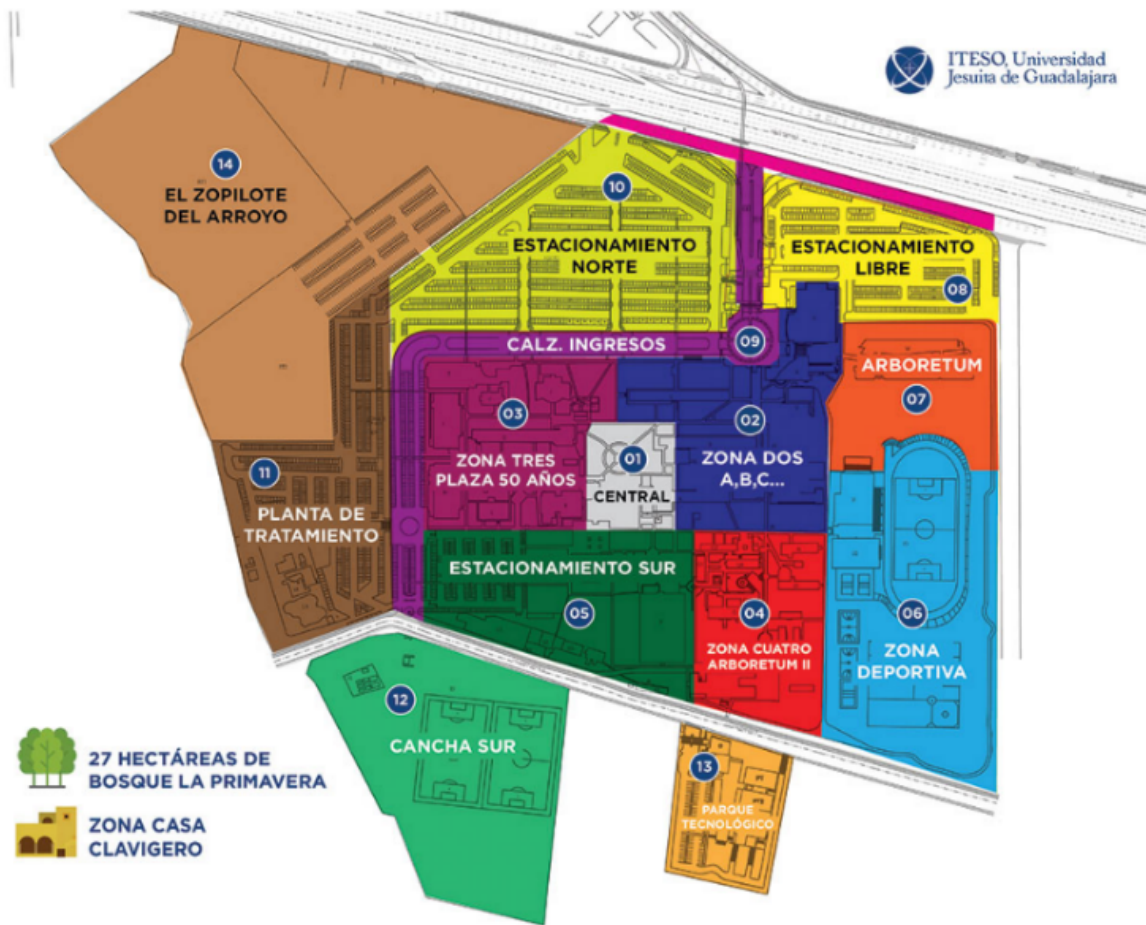 ITESO, Universidad
Jesuita de Guadalajara
14
EL ZOPILOTE
DEL ARROYO
10
ESTACIONAMIENTO
NORTE
ESTACIONAMIENTO
LIBRE
08
CALZ. INGRESOS
09
ARBORETUM
07
03
ZONA TRES
PLAZA 50 AÑOS
01
CENTRAL
02
ZONA DOS
A,B,C...
11
PLANTA DE
TRATAMIENTO
ESTACIONAMIENTO SUR
05
04
ZONA CUATRO
ARBORETUM II
06
ZONA
DEPORTIVA
12
CANCHA SUR
13
PARQUE
TECNOLÓGICO
27 HECTÁREAS DE
BOSQUE LA PRIMAVERA
ZONA CASA
CLAVIGERO